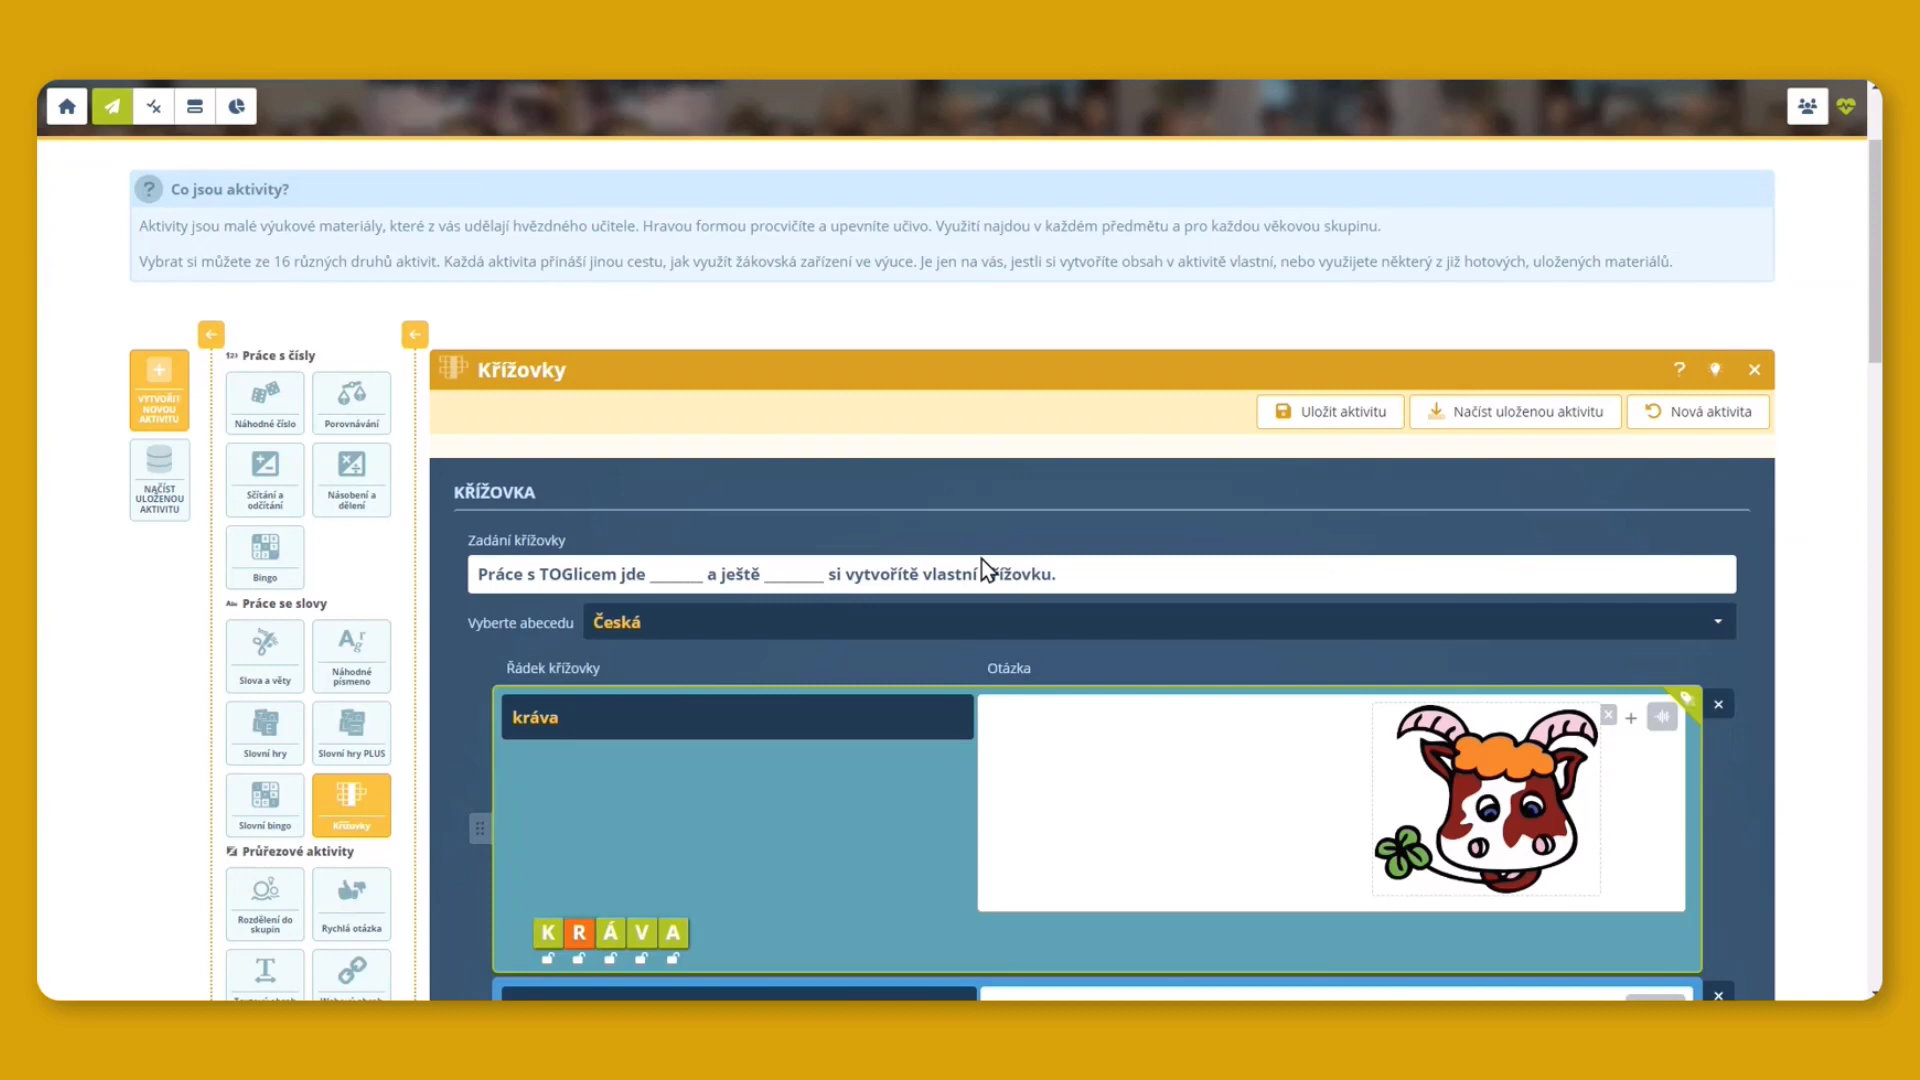 Co jsou aktivity?
Aktivity jsou malé výukové materiály, které z vás udělají hvězdného učitele. Hravou formou procvičíte a upevníte učivo. Využití najdou v každém předmětu a pro každou věkovou skupinu.
Vybrat si můžete ze 16 různých druhů aktivit. Každá aktivita přináší jinou cestu, jak využít žákovská zařízení ve výuce. Je jen na vás, jestli si vytvoříte obsah v aktivitě vlastní, nebo využijete některý z již hotových, uložených materiálů.
VYTVOŘIT
NOVOU
AKTIVITU
NAČÍST
ULOŽENOU
AKTIVITU
123 Práce s čísly
Náhodné číslo
Porovnávání
Sčítání a
odčítání
Násobení a
dělení
Bingo
Abc Práce se slovy
Slova a věty
Náhodné
písmeno
Slovní hry
Slovní hry PLUS
Slovní bingo
Křížovky
Průřezové aktivity
Rozdělení do
skupin
Rychlá otázka
Křížovky
Uložit aktivitu
Načíst uloženou aktivitu
Nová aktivita
KŘÍŽOVKA
Zadání křížovky
Práce s TOGlicem jde _______ a ještě ________ si vytvořítě vlastní křížovku.
Vyberte abecedu
Česká
Řádek křížovky
Otázka
kráva
K R Á V A